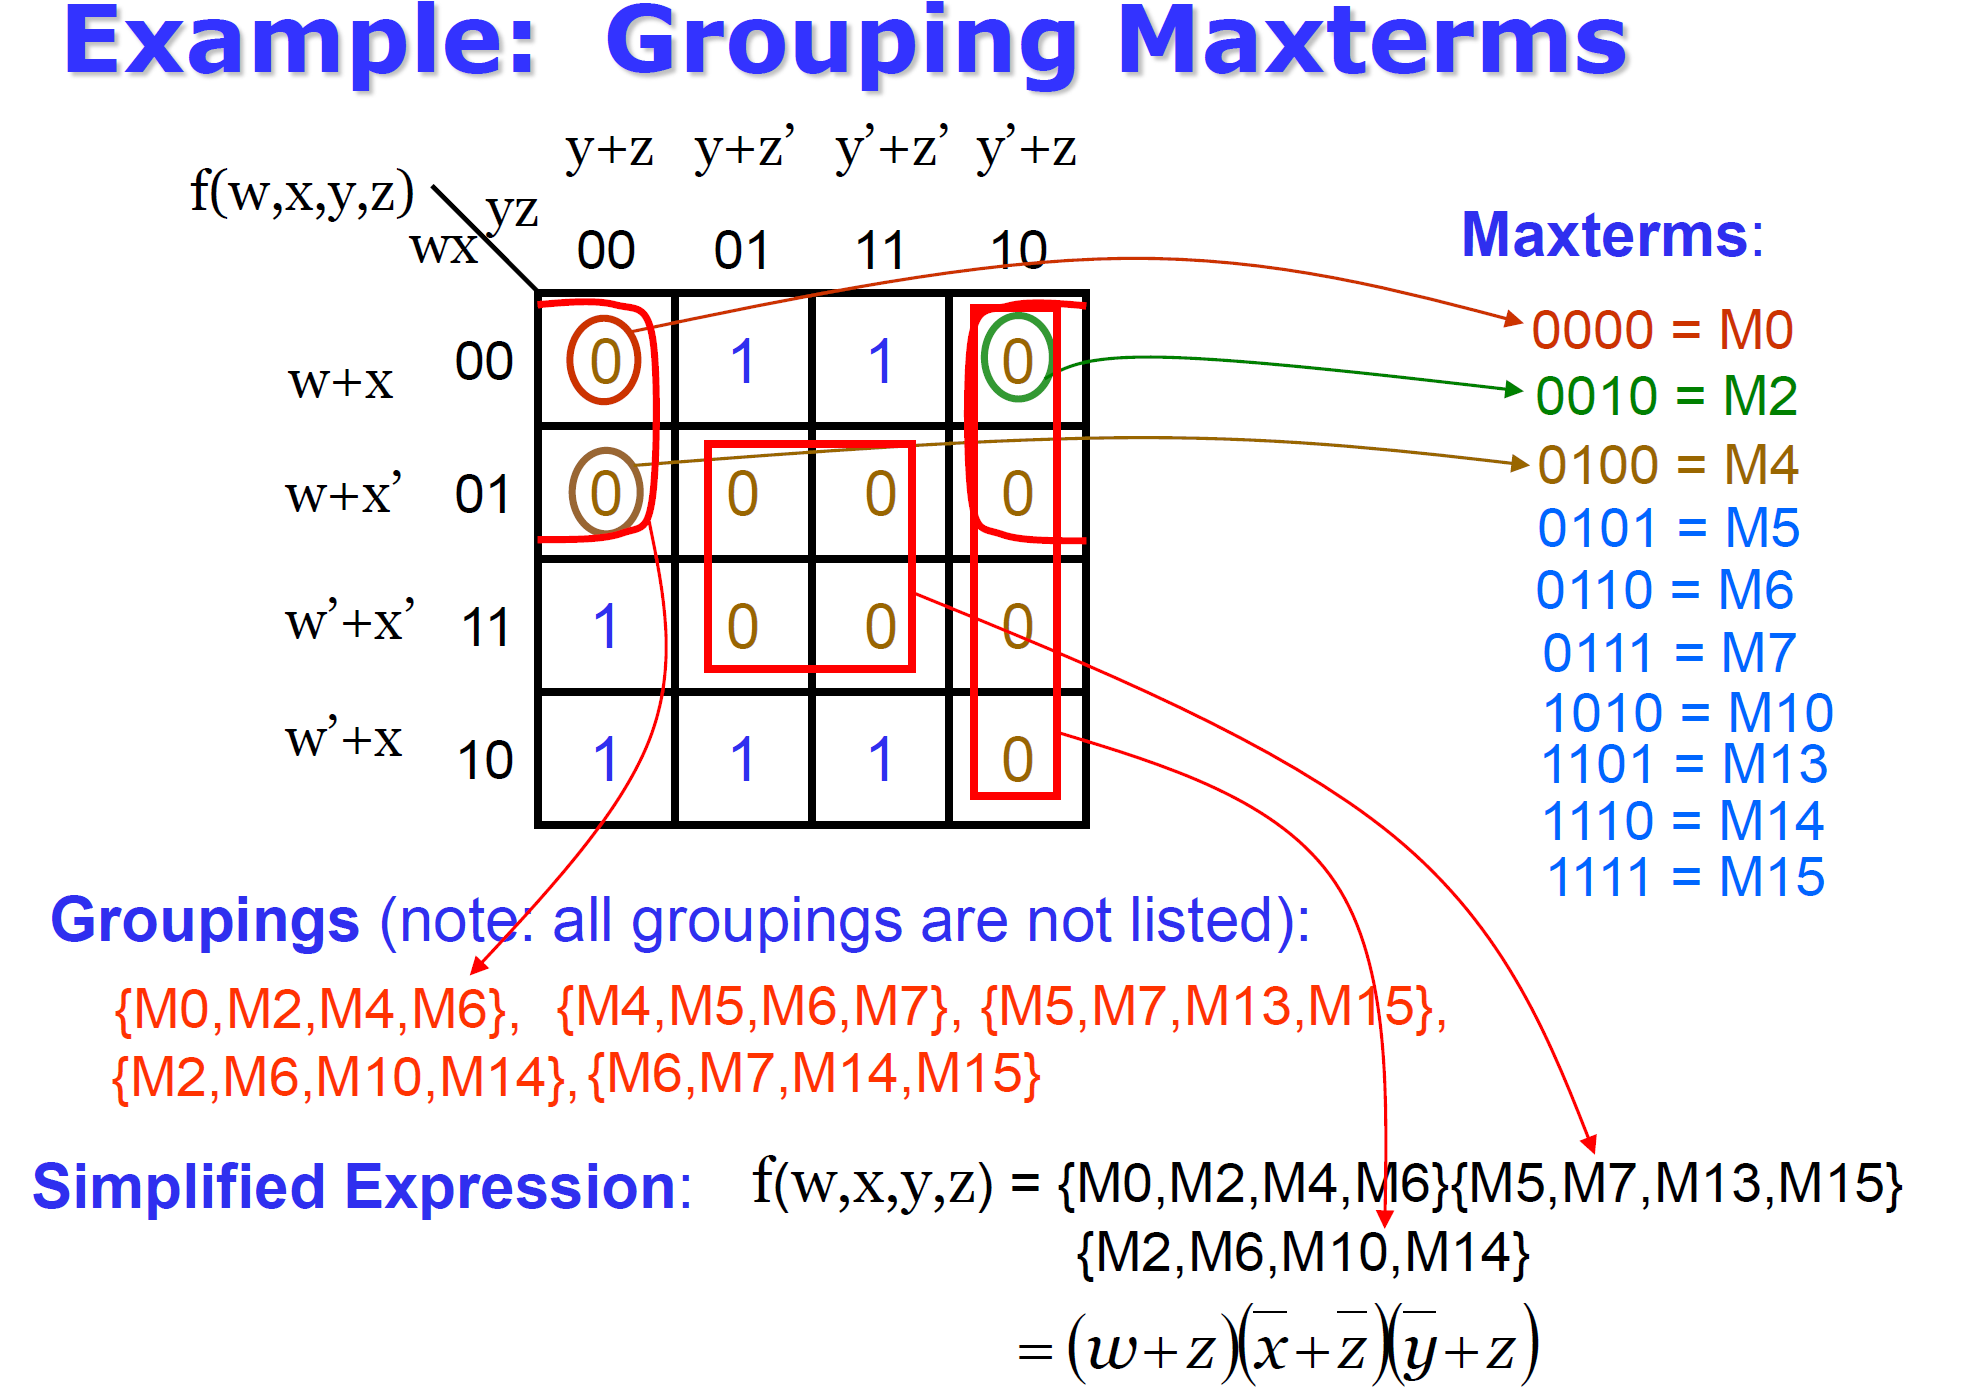 Example: Grouping Maxterms
y+z y+z’ y’+z’ y’+z
f(w,x,y,z) yz
wx 00 01 11 10
Maxterms:
w+x 00 0 1 1 0
w+x’ 01 0 0 0 0
w’+x’ 11 1 0 0 0
w’+x 10 1 1 1 0
0000 = M0
0010 = M2
0100 = M4
0101 = M5
0110 = M6
0111 = M7
1010 = M10
1101 = M13
1110 = M14
1111 = M15
Groupings (note: all groupings are not listed):
{M0,M2,M4,M6}, {M4,M5,M6,M7}, {M5,M7,M13,M15},
{M2,M6,M10,M14}, {M6,M7,M14,M15}
Simplified Expression: f(w,x,y,z) = {M0,M2,M4,M6}{M5,M7,M13,M15}
{M2,M6,M10,M14}
= (w+z)(x̅+z̅)(y̅+z)